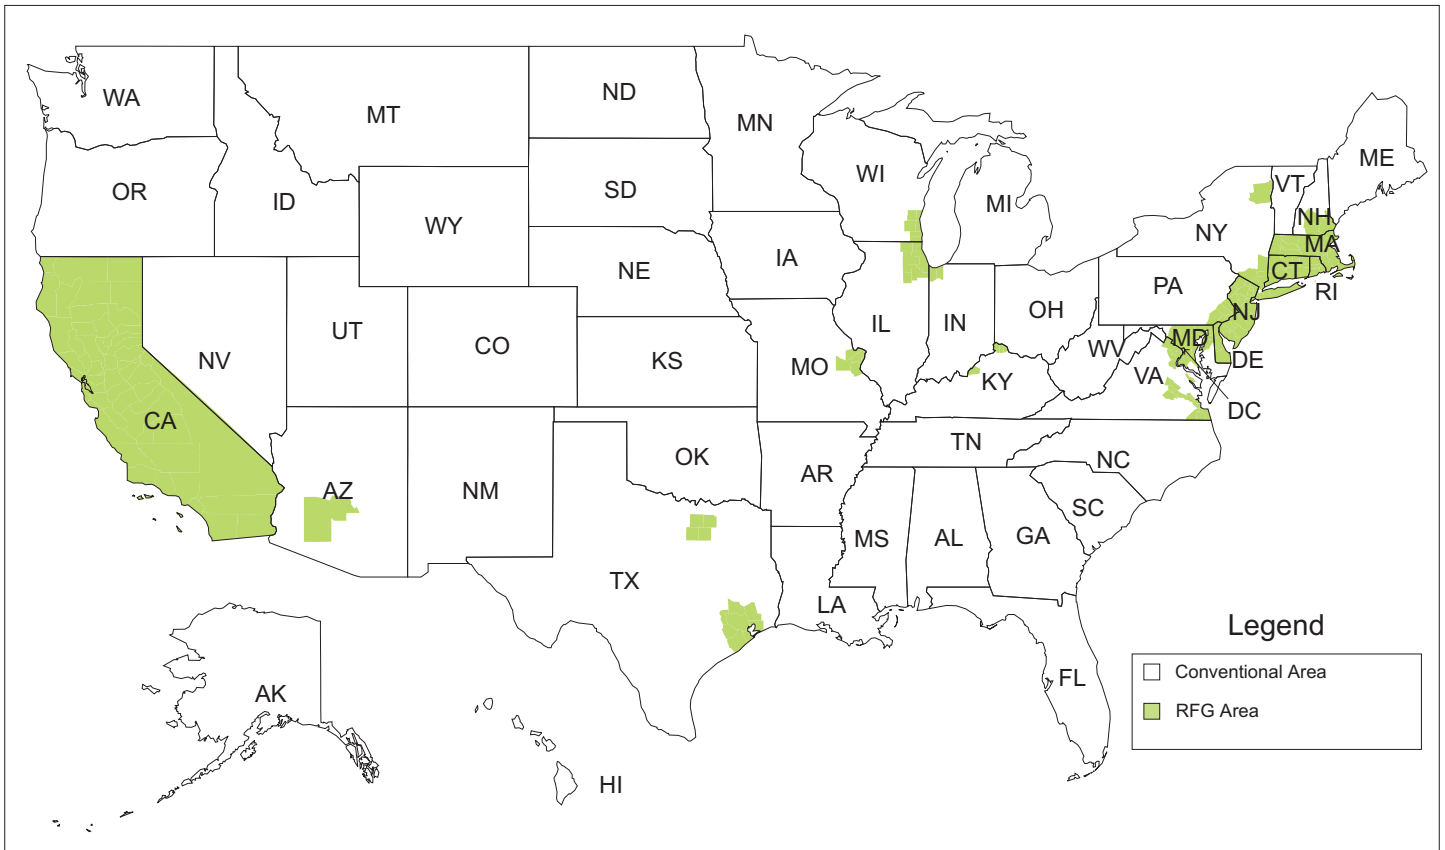 WA
MT
ND
MN
OR
ID
WY
SD
WI
MI
NY
VT
NH
ME
MA
CT
RI
NV
UT
CO
NE
IA
IL
IN
OH
PA
NJ
CA
KS
MO
KY
WV
VA
MD
DE
DC
AZ
NM
OK
AR
TN
NC
SC
TX
LA
MS
AL
GA
FL
AK
HI
Legend
Conventional Area
RFG Area